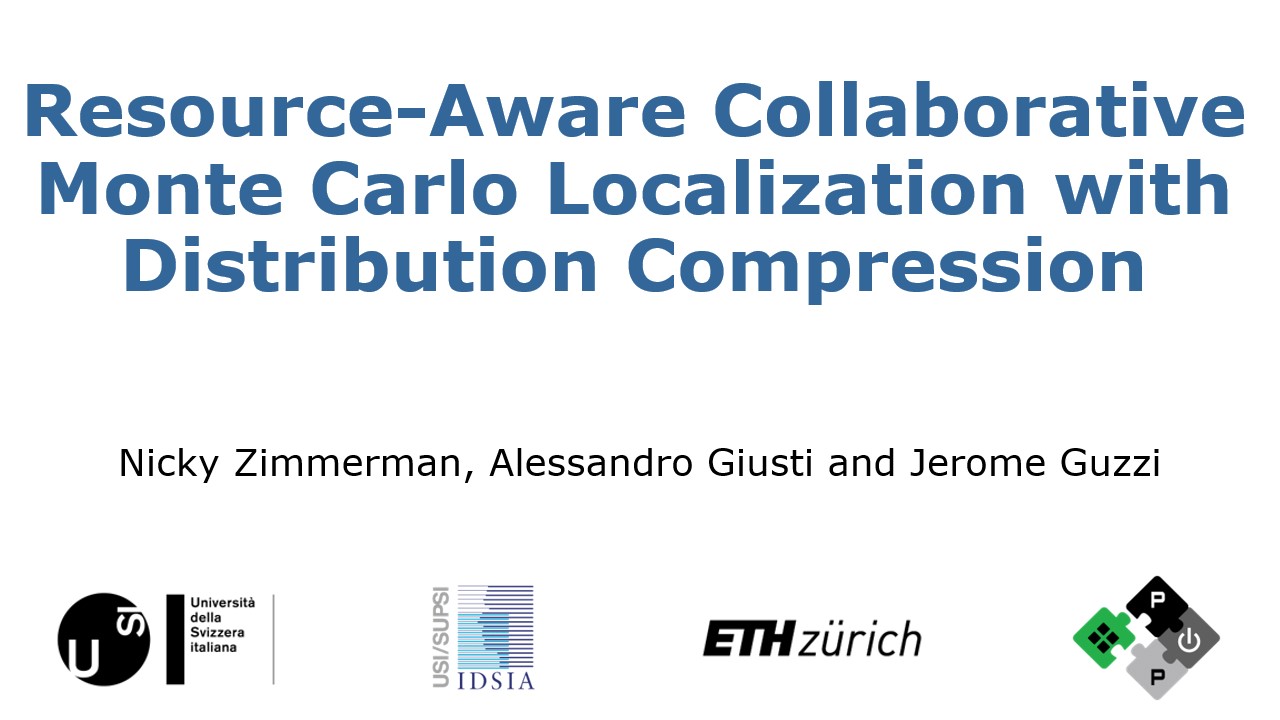 Resource-Aware Collaborative
Monte Carlo Localization with
Distribution Compression
Nicky Zimmerman, Alessandro Giusti and Jerome Guzzi
U
SI
Università
della
Svizzera
italiana
USI/SUPSI
IDSIA
ETH zürich
P
P